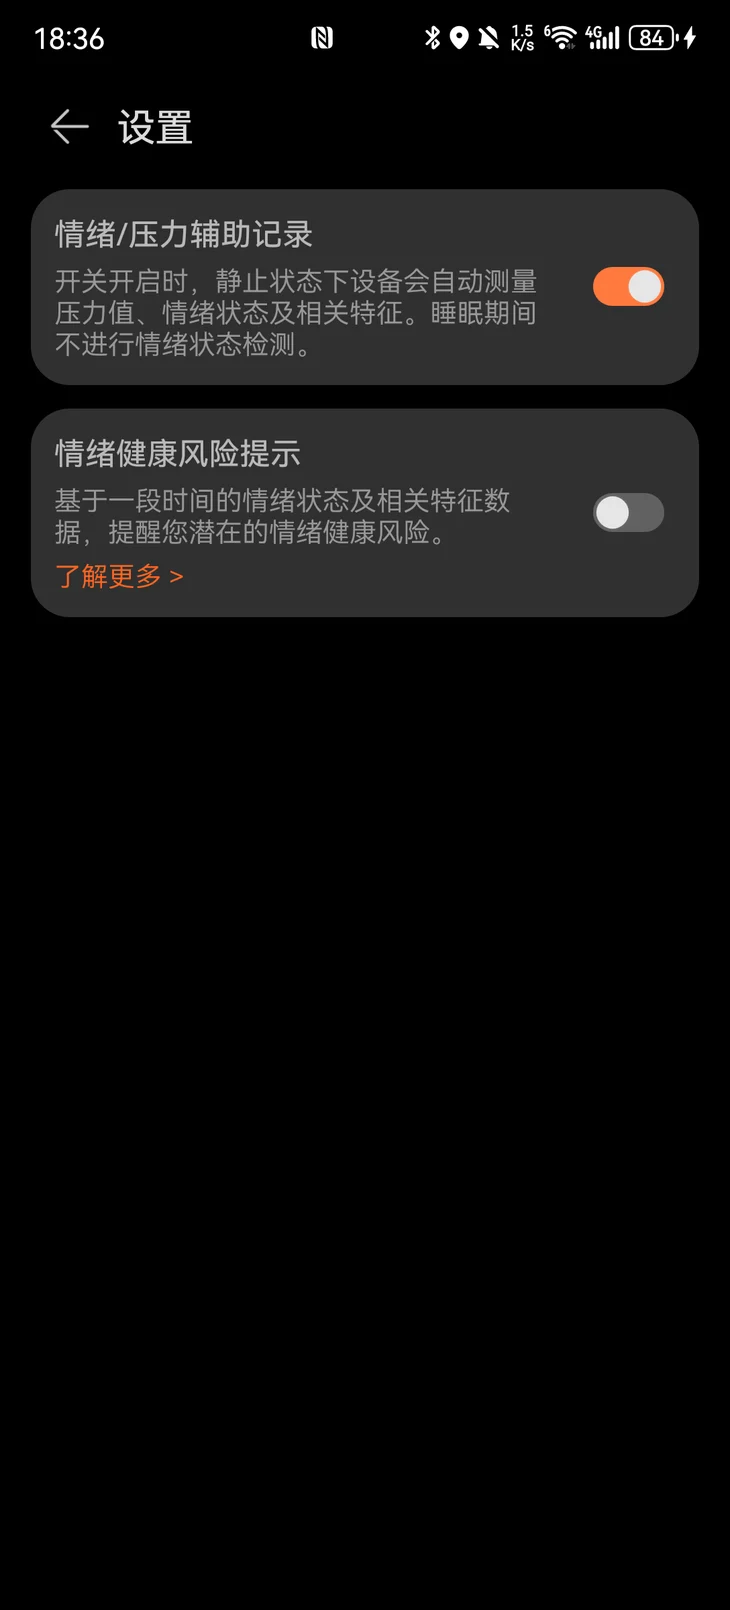 18:36
1.5
K/s
6
4G
84
设置
情绪/压力辅助记录
开关开启时，静止状态下设备会自动测量
压力值、情绪状态及相关特征。睡眠期间
不进行情绪状态检测。
情绪健康风险提示
基于一段时间的情绪状态及相关特征数
据，提醒您潜在的情绪健康风险。
了解更多 >